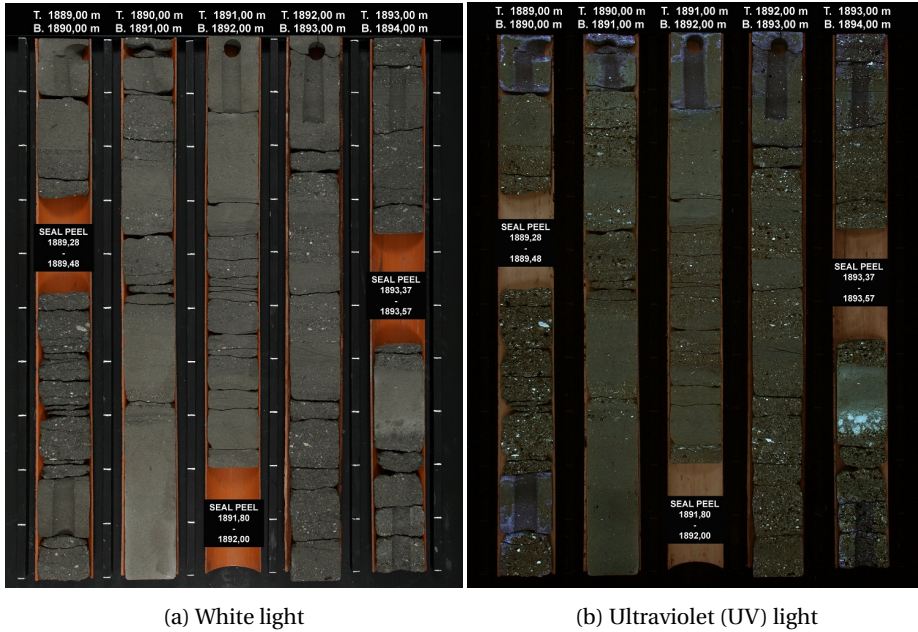 T. 1889,00 m T. 1890,00 m T. 1891,00 m T. 1892,00 m T. 1893,00 m
B. 1890,00 m B. 1891,00 m B. 1892,00 m B. 1893,00 m B. 1894,00 m
SEAL PEEL
1889,28
-
1889,48
SEAL PEEL
1893,37
-
1893,57
SEAL PEEL
1891,80
-
1892,00
(a) White light
T. 1889,00 m T. 1890,00 m T. 1891,00 m T. 1892,00 m T. 1893,00 m
B. 1890,00 m B. 1891,00 m B. 1892,00 m B. 1893,00 m B. 1894,00 m
SEAL PEEL
1889,28
-
1889,48
SEAL PEEL
1893,37
-
1893,57
SEAL PEEL
1891,80
-
1892,00
(b) Ultraviolet (UV) light